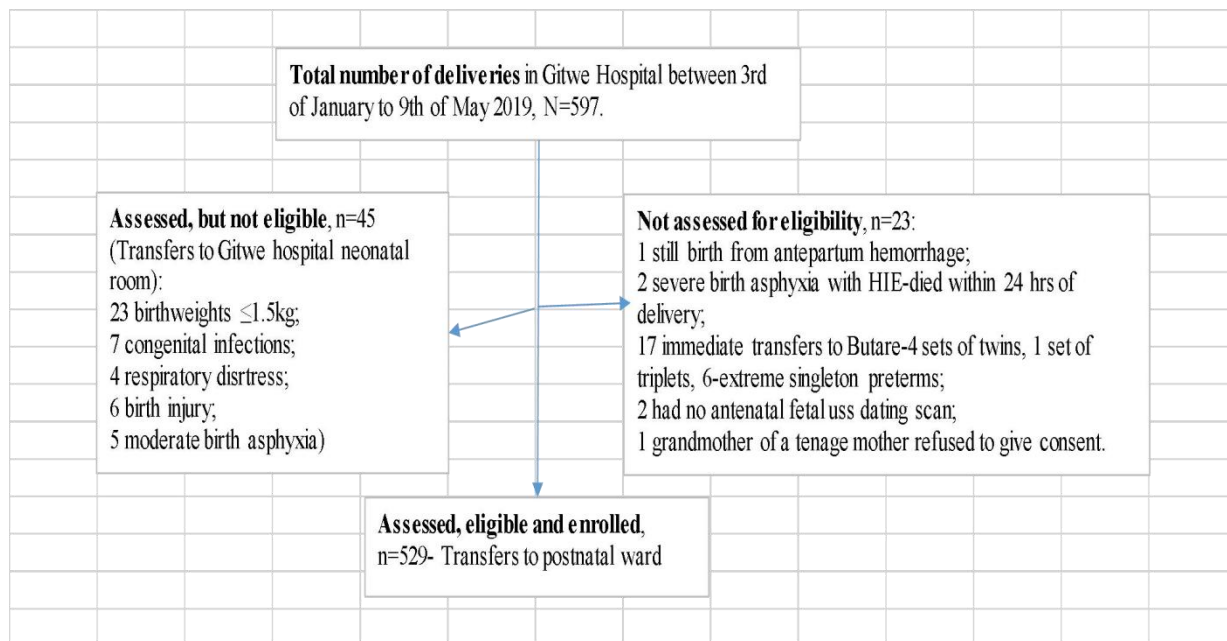 Total number of deliveries in Gitwe Hospital between 3rd
of January to 9th of May 2019, N=597.
Assessed, but not eligible, n=45
(Transfers to Gitwe hospital neonatal
room):
23 birthweights ≤1.5kg;
7 congenital infections;
4 respiratory disrtress;
6 birth injury;
5 moderate birth asphyxia)
Not assessed for eligibility, n=23:
1 still birth from antepartum hemorrhage;
2 severe birth asphyxia with HIE-died within 24 hrs of
delivery;
17 immediate transfers to Butare-4 sets of twins, 1 set of
triplets, 6-extreme singleton preterms;
2 had no antenatal fetal uss dating scan;
1 grandmother of a tenage mother refused to give consent.
Assessed, eligible and enrolled,
n=529- Transfers to postnatal ward